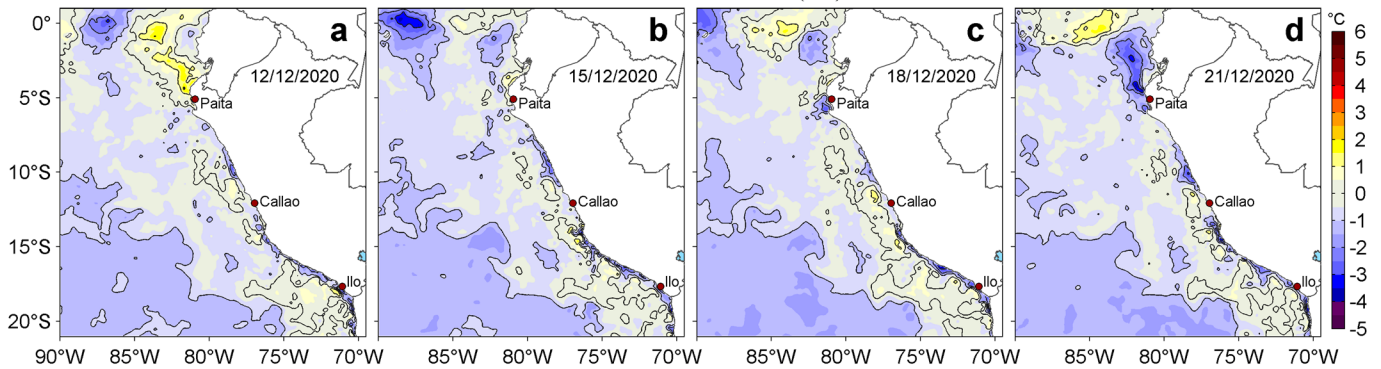 a b c d
°C
12/12/2020 15/12/2020 18/12/2020 21/12/2020
Paita Paita Paita Paita
Callao Callao Callao Callao
Ilo Ilo Ilo Ilo
0°
5°S
10°S
15°S
20°S
90°W 85°W 80°W 75°W 70°W 85°W 80°W 75°W 70°W 85°W 80°W 75°W 70°W 85°W 80°W 75°W 70°W
6
5
4
3
2
1
0
-1
-2
-3
-4
-5